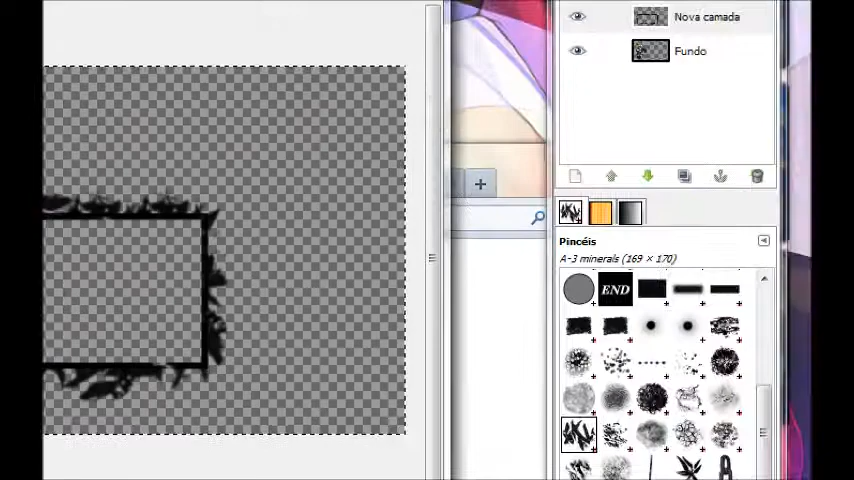 Nova camada
Fundo
Pincéis
A-3 minerals (169 × 170)
END